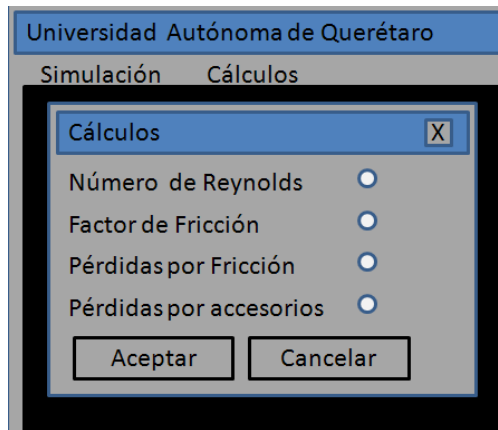 Universidad Autónoma de Querétaro
Simulación Cálculos
Cálculos X
Número de Reynolds
Factor de Fricción
Pérdidas por Fricción
Pérdidas por accesorios
Aceptar Cancelar